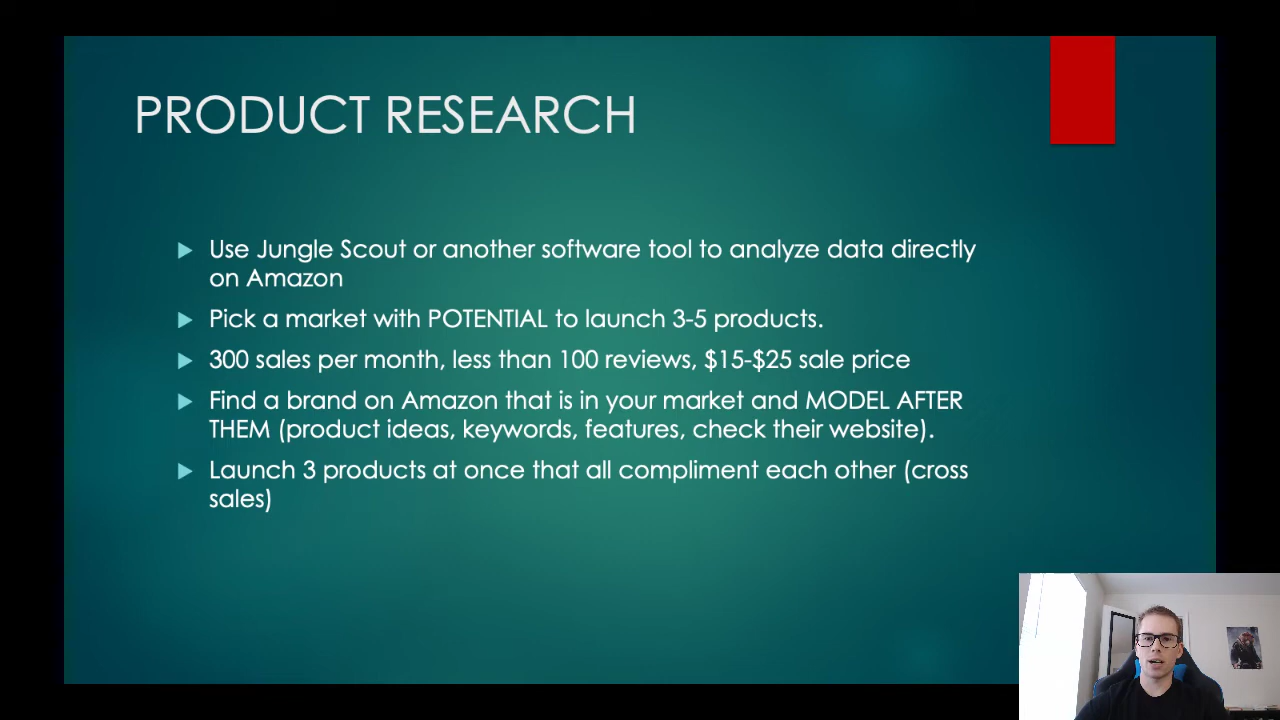 PRODUCT RESEARCH
Use Jungle Scout or another software tool to analyze data directly
on Amazon
Pick a market with POTENTIAL to launch 3-5 products.
300 sales per month, less than 100 reviews, $15-$25 sale price
Find a brand on Amazon that is in your market and MODEL AFTER
THEM (product ideas, keywords, features, check their website).
Launch 3 products at once that all compliment each other (cross
sales)